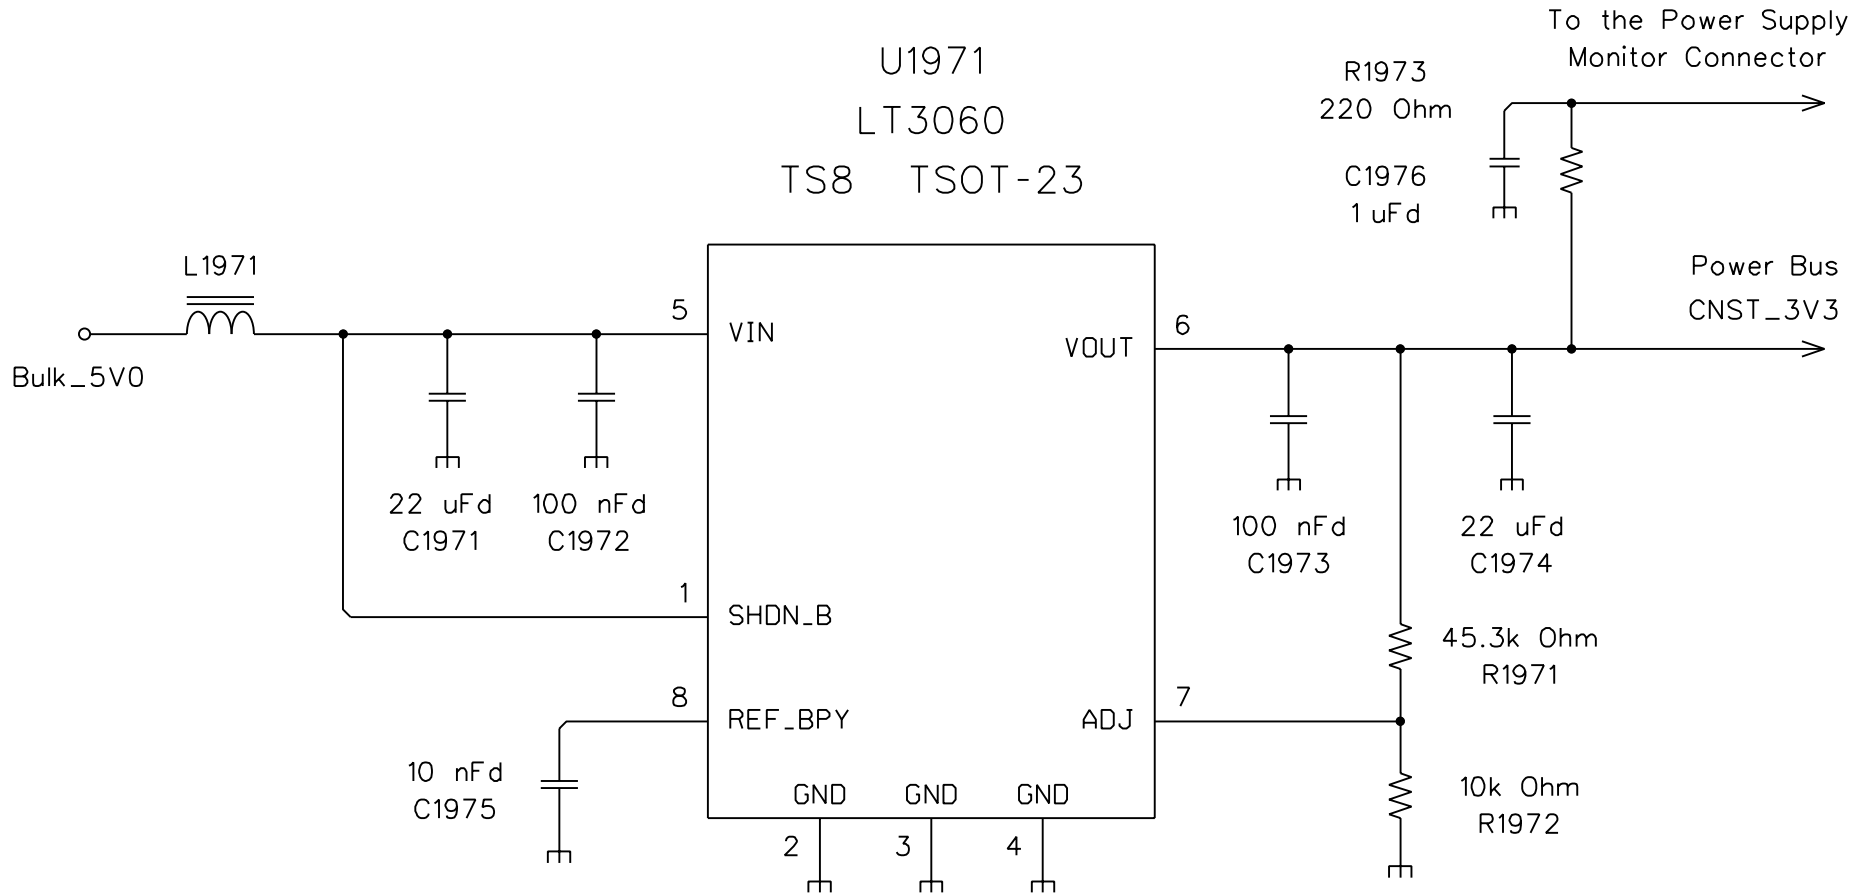 To the Power Supply
Monitor Connector
U1971
LT3060
TS8 TSOT-23
R1973
220 Ohm
C1976
1 uFd
L1971
Bulk_5V0
Power Bus
CNST_3V3
5
VIN
VOUT
6
22 uFd
C1971
100 nFd
C1972
100 nFd
C1973
22 uFd
C1974
1
SHDN_B
45.3k Ohm
R1971
8
REF_BPY
ADJ
7
10 nFd
C1975
GND
GND
GND
2
3
4
10k Ohm
R1972